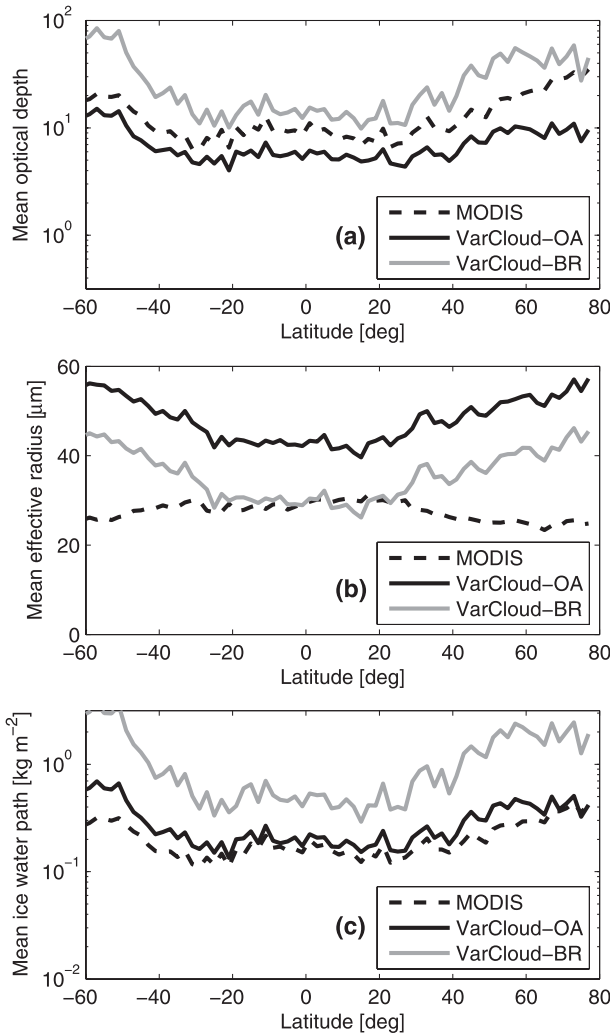 10²
10¹
10⁰
Mean optical depth
(a)
MODIS
VarCloud−OA
VarCloud−BR
−60 −40 −20 0 20 40 60 80
Latitude [deg]
60
40
20
0
Mean effective radius [μm]
(b)
MODIS
VarCloud−OA
VarCloud−BR
−60 −40 −20 0 20 40 60 80
Latitude [deg]
10⁰
10⁻¹
10⁻²
Mean ice water path [kg m⁻²]
(c)
MODIS
VarCloud−OA
VarCloud−BR
−60 −40 −20 0 20 40 60 80
Latitude [deg]